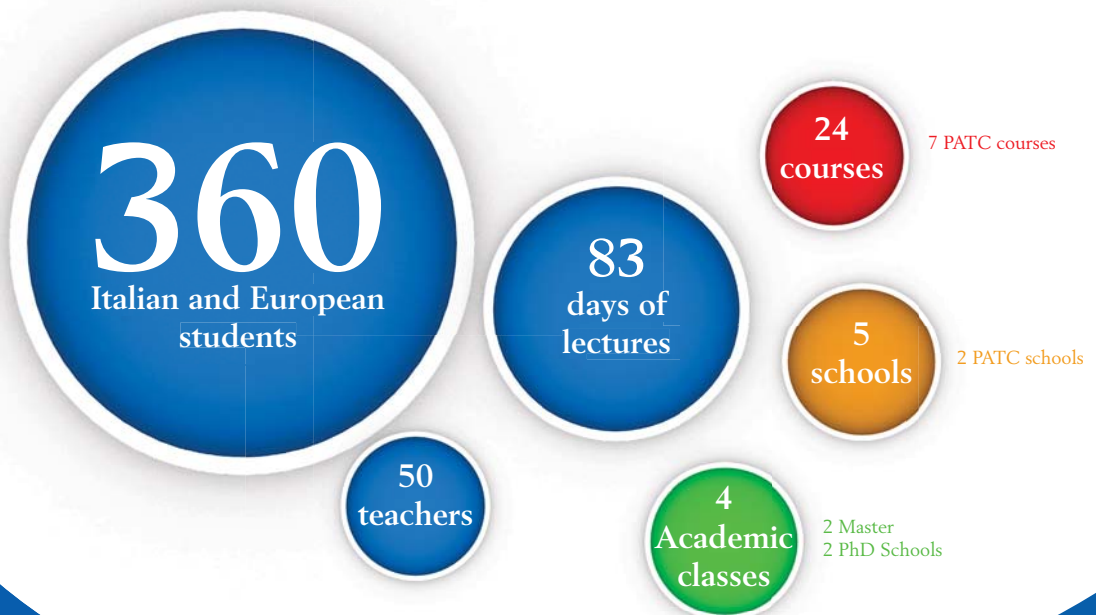 360
Italian and European
students
83
days of
lectures
50
teachers
24
courses
7 PATC courses
5
schools
2 PATC schools
4
Academic
classes
2 Master
2 PhD Schools